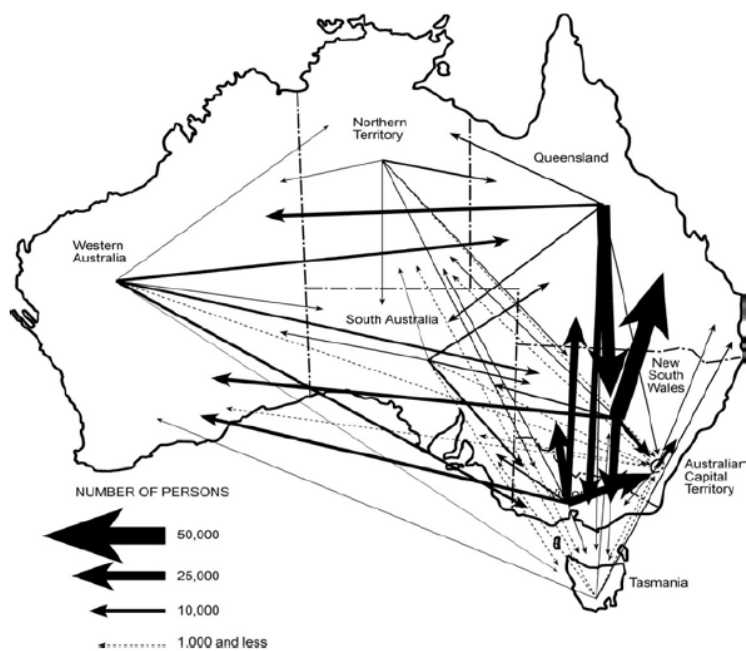 Northern
Territory
Queensland
Western
Australia
South Australia
New
South
Wales
Australian
Capital
Territory
NUMBER OF PERSONS
50,000
25,000
10,000
1,000 and less
Tasmania